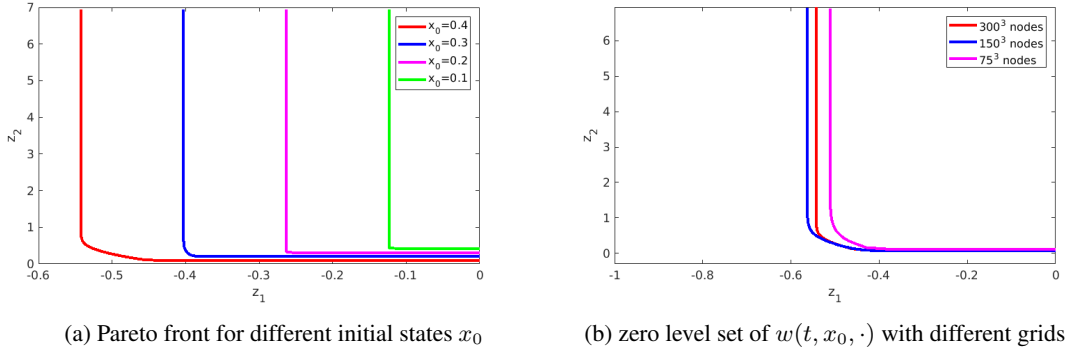 7
6
5
4
3
2
1
0
z₂
-0.6
-0.5
-0.4
-0.3
-0.2
-0.1
0
z₁
x₀=0.4
x₀=0.3
x₀=0.2
x₀=0.1
(a) Pareto front for different initial states x₀
6
5
4
3
2
1
0
z₂
-1
-0.8
-0.6
-0.4
-0.2
0
z₁
300³ nodes
150³ nodes
75³ nodes
(b) zero level set of w(t, x₀, ·) with different grids